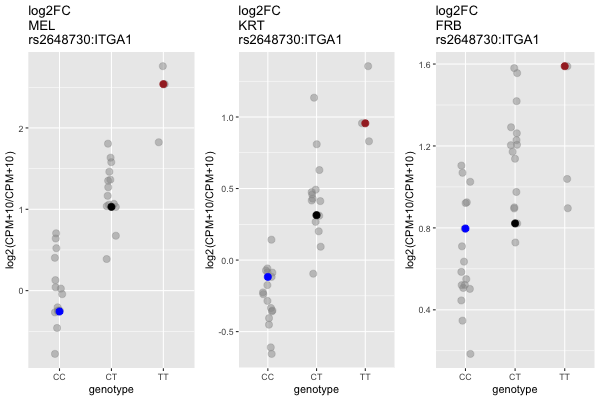 log2FC
MEL
rs2648730:ITGA1
log2(CPM+10/CPM+10)
2
1
0
CC
CT
TT
genotype
log2FC
KRT
rs2648730:ITGA1
log2(CPM+10/CPM+10)
1.0
0.5
0.0
-0.5
CC
CT
TT
genotype
log2FC
FRB
rs2648730:ITGA1
log2(CPM+10/CPM+10)
1.6
1.2
0.8
0.4
CC
CT
TT
genotype